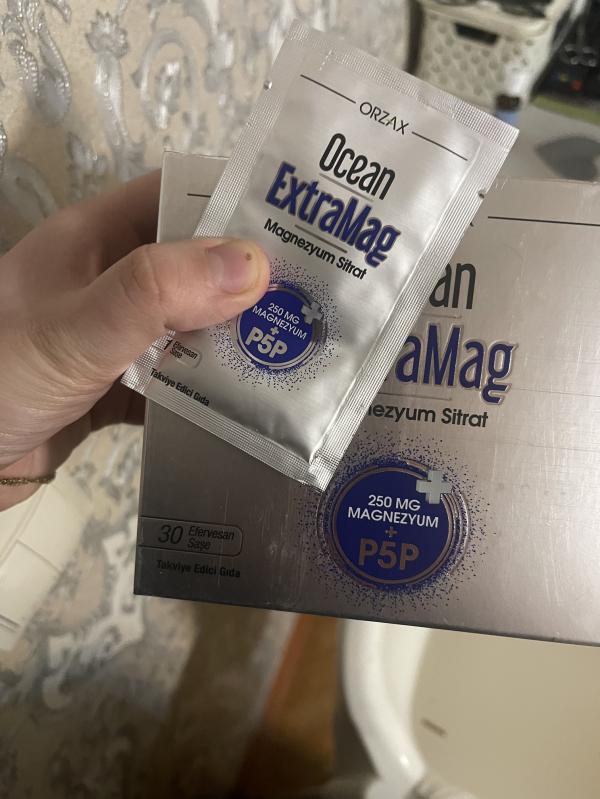 ORZAX
Ocean
ExtraMag
Magnezyum Sitrat
250 MG
MAGNEZYUM
+
P5P
Efervesan
Saşe
Takviye Edici Gıda
an
aMag
ezyum Sitrat
250 MG
MAGNEZYUM
+
P5P
30 Efervesan
Saşe
Takviye Edici Gıda